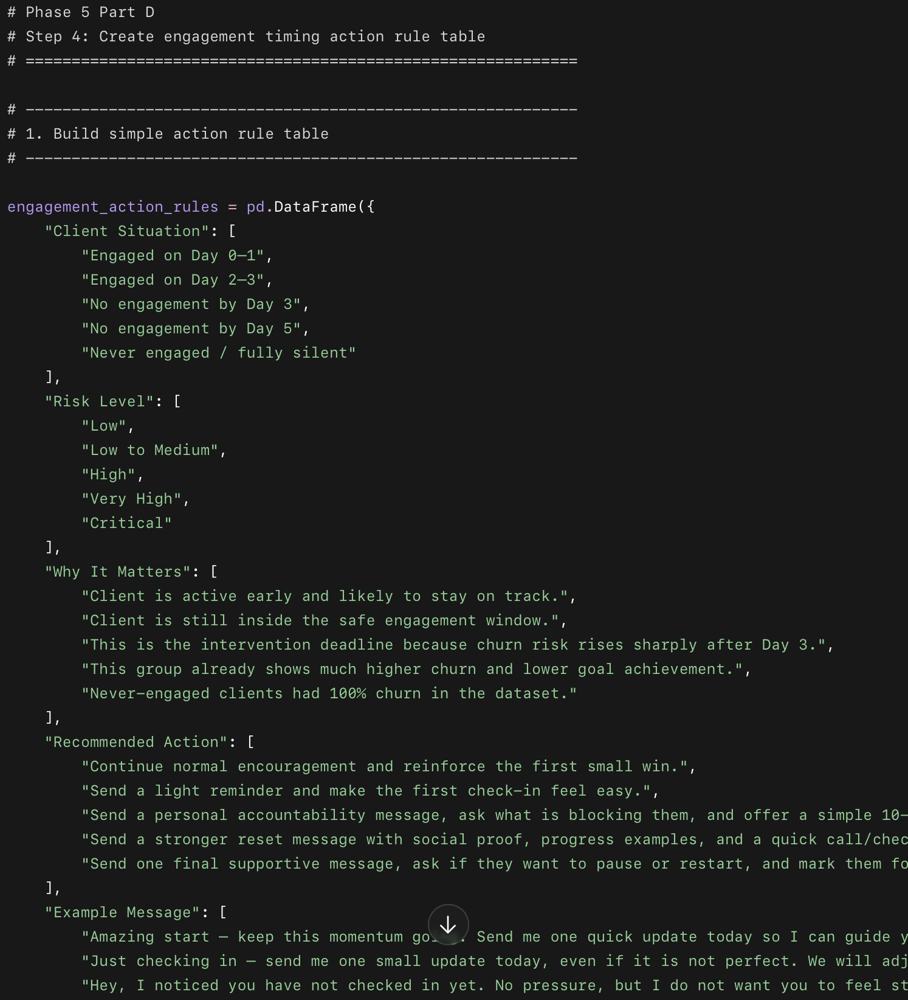 # Phase 5 Part D
# Step 4: Create engagement timing action rule table
# ============================================================

# ------------------------------------------------------------
# 1. Build simple action rule table
# ------------------------------------------------------------

engagement_action_rules = pd.DataFrame({
    "Client Situation": [
        "Engaged on Day 0–1",
        "Engaged on Day 2–3",
        "No engagement by Day 3",
        "No engagement by Day 5",
        "Never engaged / fully silent"
    ],
    "Risk Level": [
        "Low",
        "Low to Medium",
        "High",
        "Very High",
        "Critical"
    ],
    "Why It Matters": [
        "Client is active early and likely to stay on track.",
        "Client is still inside the safe engagement window.",
        "This is the intervention deadline because churn risk rises sharply after Day 3.",
        "This group already shows much higher churn and lower goal achievement.",
        "Never-engaged clients had 100% churn in the dataset."
    ],
    "Recommended Action": [
        "Continue normal encouragement and reinforce the first small win.",
        "Send a light reminder and make the first check-in feel easy.",
        "Send a personal accountability message, ask what is blocking them, and offer a simple 10-
        "Send a stronger reset message with social proof, progress examples, and a quick call/chec
        "Send one final supportive message, ask if they want to pause or restart, and mark them fo
    ],
    "Example Message": [
        "Amazing start — keep this momentum Send me one quick update today so I can guide y
        "Just checking in — send me one small update today, even if it is not perfect. We will adj
        "Hey, I noticed you have not checked in yet. No pressure, but I do not want you to feel st